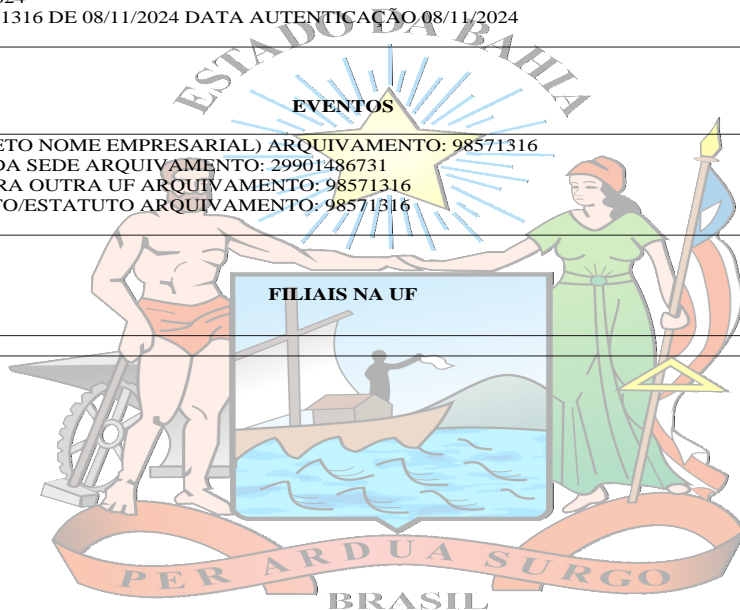 1316 DE 08/11/2024 DATA AUTENTICAÇÃO 08/11/2024
ESTADO DA BAHIA
EVENTOS
ETO NOME EMPRESARIAL) ARQUIVAMENTO: 98571316
DA SEDE ARQUIVAMENTO: 29901486731
RA OUTRA UF ARQUIVAMENTO: 98571316
TO/ESTATUTO ARQUIVAMENTO: 98571316
FILIAIS NA UF
PER ARDUA SURGO
BRASIL